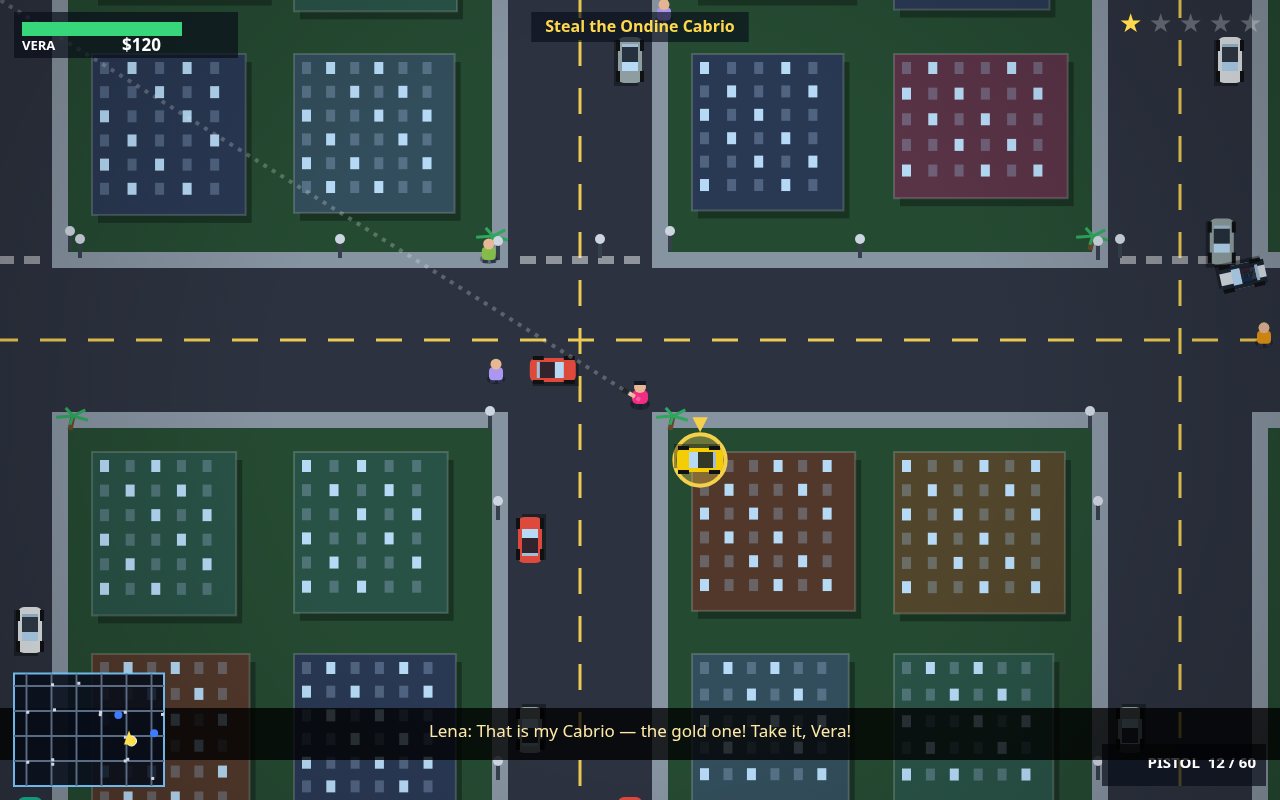 Steal the Ondine Cabrio
VERA $120
Lena: That is my Cabrio — the gold one! Take it, Vera!
PISTOL 12 / 60